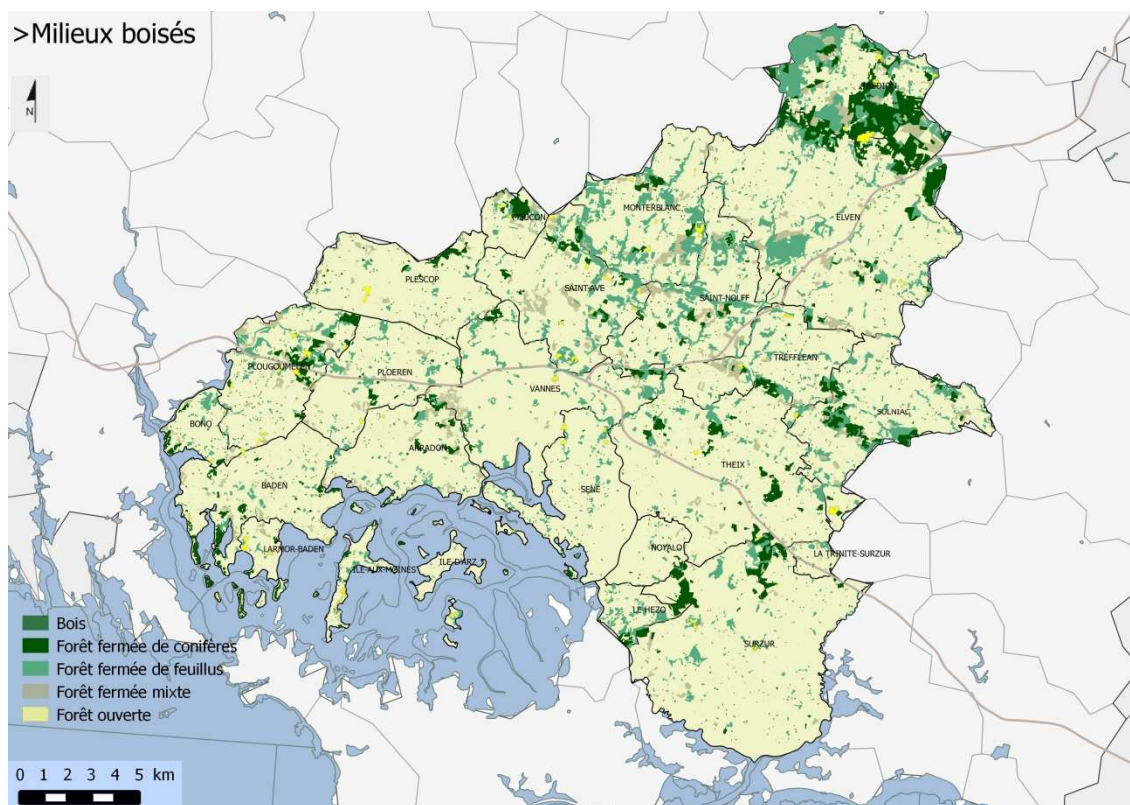 >Milieux boisés
N
MONTERBLANC
ELVEN
PLESCOP
SAINT-AVE
SAINT-NOLFF
TREFFLEAN
PLOUGOUMELEN
PLOEREN
VANNES
SULNIAC
BONO
ARRADON
THEIX
BADEN
SENE
NOYALO
LA TRINITE-SURZUR
LARMOR-BADEN
ILE-AUX-MOINES
ILE-D'ARZ
LE HEZO
SURZUR
Bois
Forêt fermée de conifères
Forêt fermée de feuillus
Forêt fermée mixte
Forêt ouverte
0 1 2 3 4 5 km